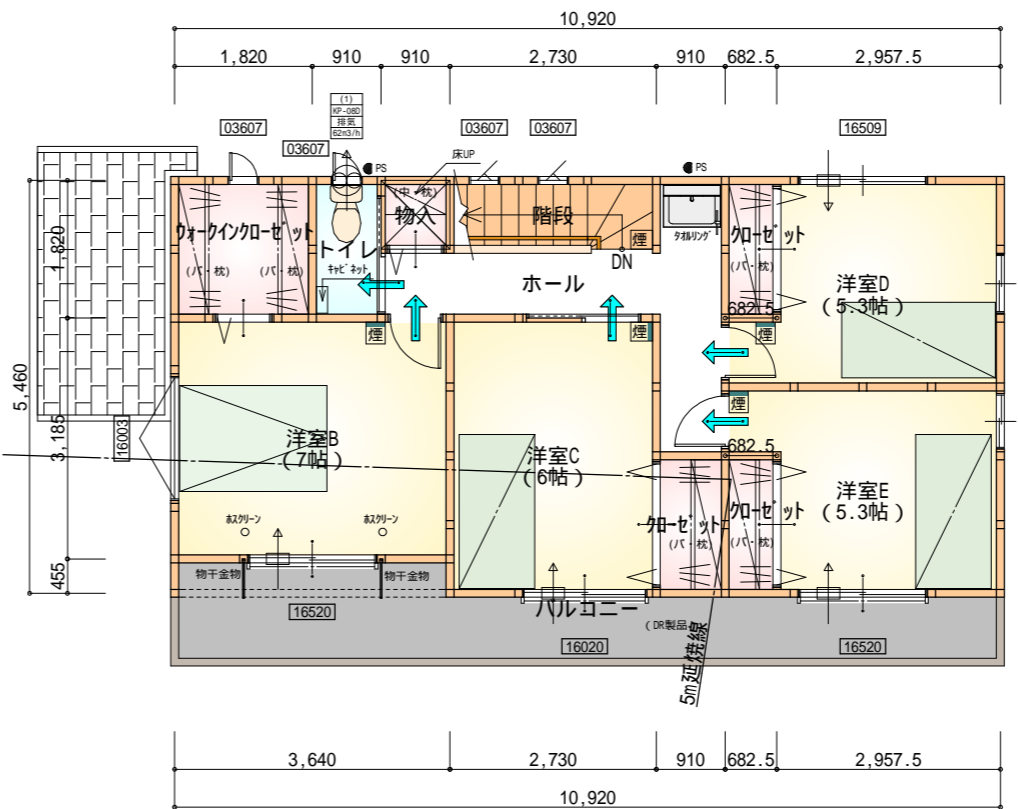 10,920
1,820 910 910 2,730 910 682.5 2,957.5
(1)
KP-08D
排気
62m3/h
03607
03607
03607
03607
16509
PS
床UP
PS
(中・枕)
物入
ウォークインクローゼット
(パ・枕)
(パ・枕)
トイレ
キャビネット
階段
煙
DN
タオルリング
クローゼット
(パ・枕)
ホール
洋室D
(5.3帖)
682.5
煙
煙
煙
煙
5,460
1,820
3,185
455
16003
洋室B
(7帖)
洋室C
(6帖)
682.5
洋室E
(5.3帖)
クローゼット
(パ・枕)
クローゼット
(パ・枕)
ホスクリーン
ホスクリーン
物干金物
物干金物
16520
バルコニー
(DR製品
16020
16520
5m延焼線
3,640 2,730 910 682.5 2,957.5
10,920